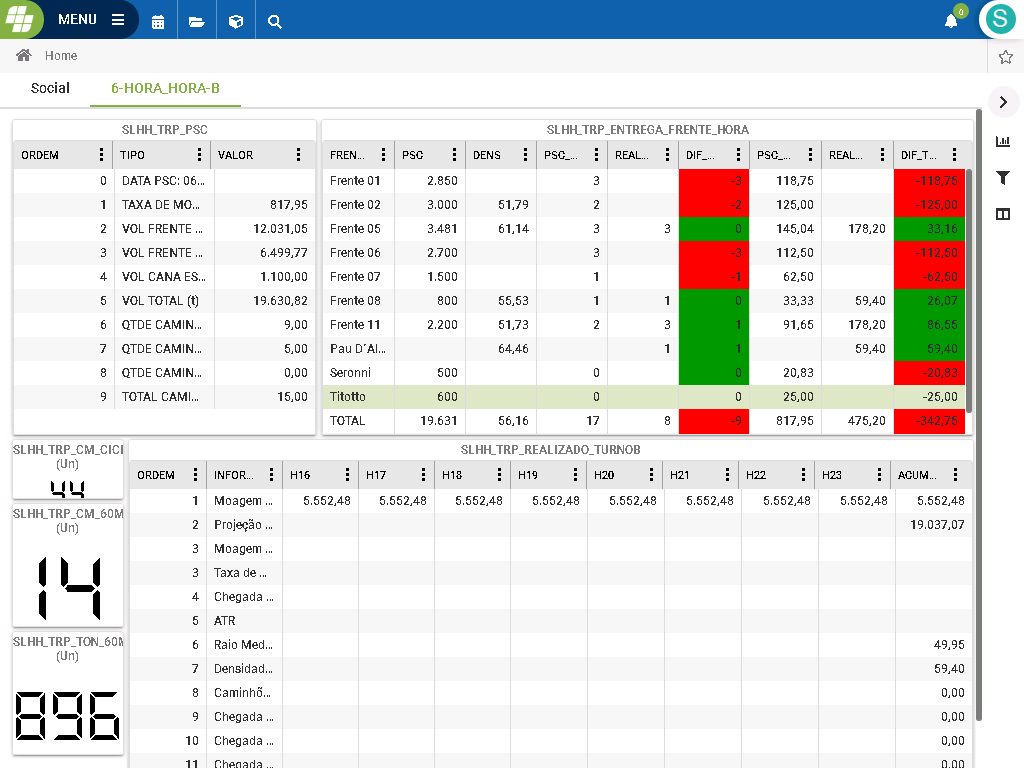 MENU
6
S
Home
Social 6-HORA_HORA-B
SLHH_TRP_PSC
ORDEM TIPO VALOR
0 DATA PSC: 06...
1 TAXA DE MO... 817,95
2 VOL FRENTE ... 12.031,05
3 VOL FRENTE ... 6.499,77
4 VOL CANA ES... 1.100,00
5 VOL TOTAL (t) 19.630,82
6 QTDE CAMIN... 9,00
7 QTDE CAMIN... 5,00
8 QTDE CAMIN... 0,00
9 TOTAL CAMI... 15,00
SLHH_TRP_ENTREGA_FRENTE_HORA
FREN... PSC DENS PSC_... REAL... DIF_... PSC_... REAL... DIF_T...
Frente 01 2.850 3 -3 118,75 -118,75
Frente 02 3.000 51,79 2 -2 125,00 -125,00
Frente 05 3.481 61,14 3 3 0 145,04 178,20 33,16
Frente 06 2.700 3 -3 112,50 -112,50
Frente 07 1.500 1 -1 62,50 -62,50
Frente 08 800 55,53 1 1 0 33,33 59,40 26,07
Frente 11 2.200 51,73 2 3 1 91,65 178,20 86,55
Pau D´Al... 64,46 1 1 59,40 59,40
Seronni 500 0 0 20,83 -20,83
Titotto 600 0 0 25,00 -25,00
TOTAL 19.631 56,16 17 8 -9 817,95 475,20 -342,75
SLHH_TRP_CM_CICL
(Un)
44
SLHH_TRP_CM_60M
(Un)
14
SLHH_TRP_TON_60M
(Un)
896
SLHH_TRP_REALIZADO_TURNOB
ORDEM INFOR... H16 H17 H18 H19 H20 H21 H22 H23 ACUM...
1 Moagem ... 5.552,48 5.552,48 5.552,48 5.552,48 5.552,48 5.552,48 5.552,48 5.552,48 5.552,48
2 Projeção ... 19.037,07
3 Moagem ...
3 Taxa de ...
4 Chegada ...
5 ATR
6 Raio Med... 49,95
7 Densidad... 59,40
8 Caminhõ... 0,00
9 Chegada ... 0,00
10 Chegada ... 0,00
11 Chegada ... 0,00